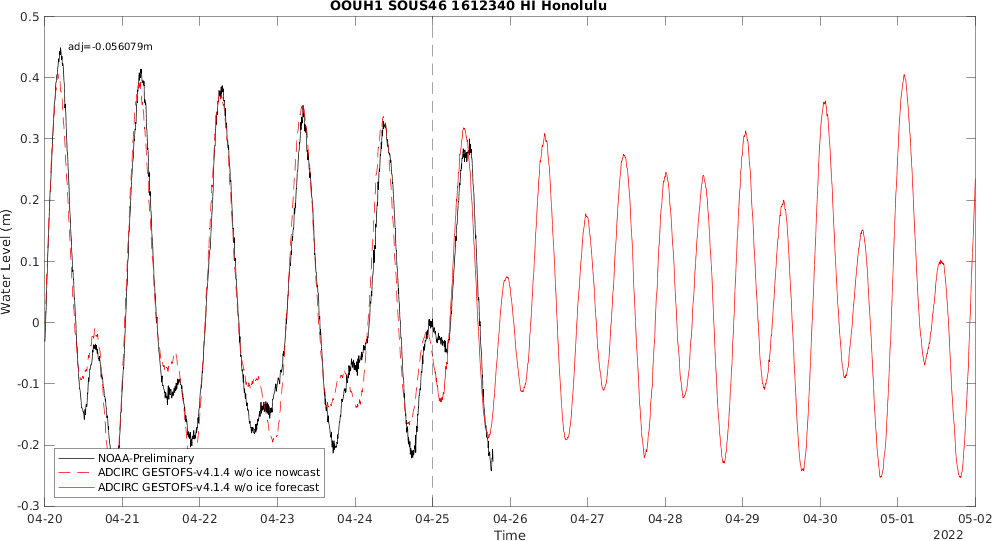 OOUH1 SOUS46 1612340 HI Honolulu
adj=-0.056079m
Water Level (m)
0.5
0.4
0.3
0.2
0.1
0
-0.1
-0.2
-0.3
NOAA-Preliminary
ADCIRC GESTOFS-v4.1.4 w/o ice nowcast
ADCIRC GESTOFS-v4.1.4 w/o ice forecast
04-20 04-21 04-22 04-23 04-24 04-25 04-26 04-27 04-28 04-29 04-30 05-01 05-02
Time
2022